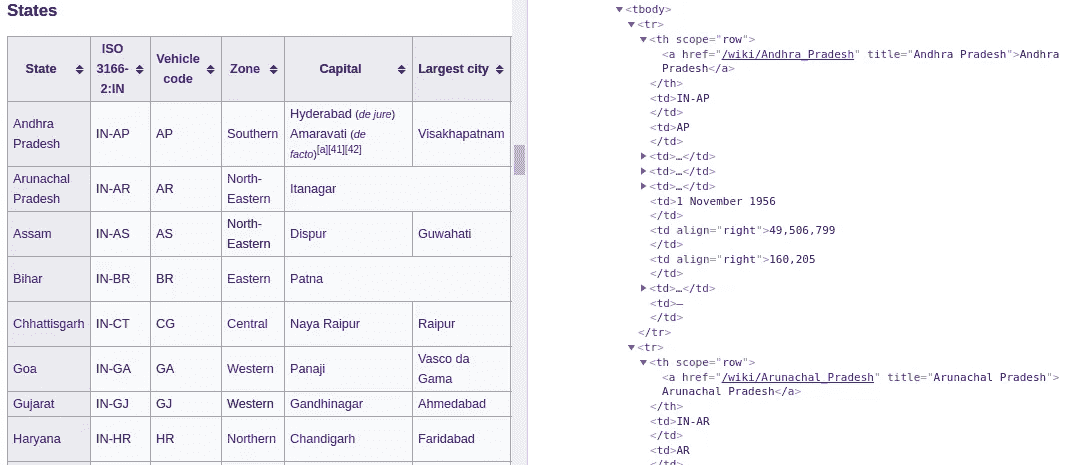 States
State ISO 3166-2:IN Vehicle code Zone Capital Largest city
Andhra Pradesh IN-AP AP Southern Hyderabad (de jure) Amaravati (de facto)[a][41][42] Visakhapatnam
Arunachal Pradesh IN-AR AR North-Eastern Itanagar
Assam IN-AS AS North-Eastern Dispur Guwahati
Bihar IN-BR BR Eastern Patna
Chhattisgarh IN-CT CG Central Naya Raipur Raipur
Goa IN-GA GA Western Panaji Vasco da Gama
Gujarat IN-GJ GJ Western Gandhinagar Ahmedabad
Haryana IN-HR HR Northern Chandigarh Faridabad
<tbody>
<tr>
<th scope="row">
<a href="/wiki/Andhra_Pradesh" title="Andhra Pradesh">Andhra
Pradesh</a>
</th>
<td>IN-AP
</td>
<td>AP
</td>
<td>…</td>
<td>…</td>
<td>…</td>
<td>1 November 1956
</td>
<td align="right">49,506,799
</td>
<td align="right">160,205
</td>
<td>…</td>
<td>—
</td>
</tr>
<tr>
<th scope="row">
<a href="/wiki/Arunachal_Pradesh" title="Arunachal Pradesh">
Arunachal Pradesh</a>
</th>
<td>IN-AR
</td>
<td>AR
</td>